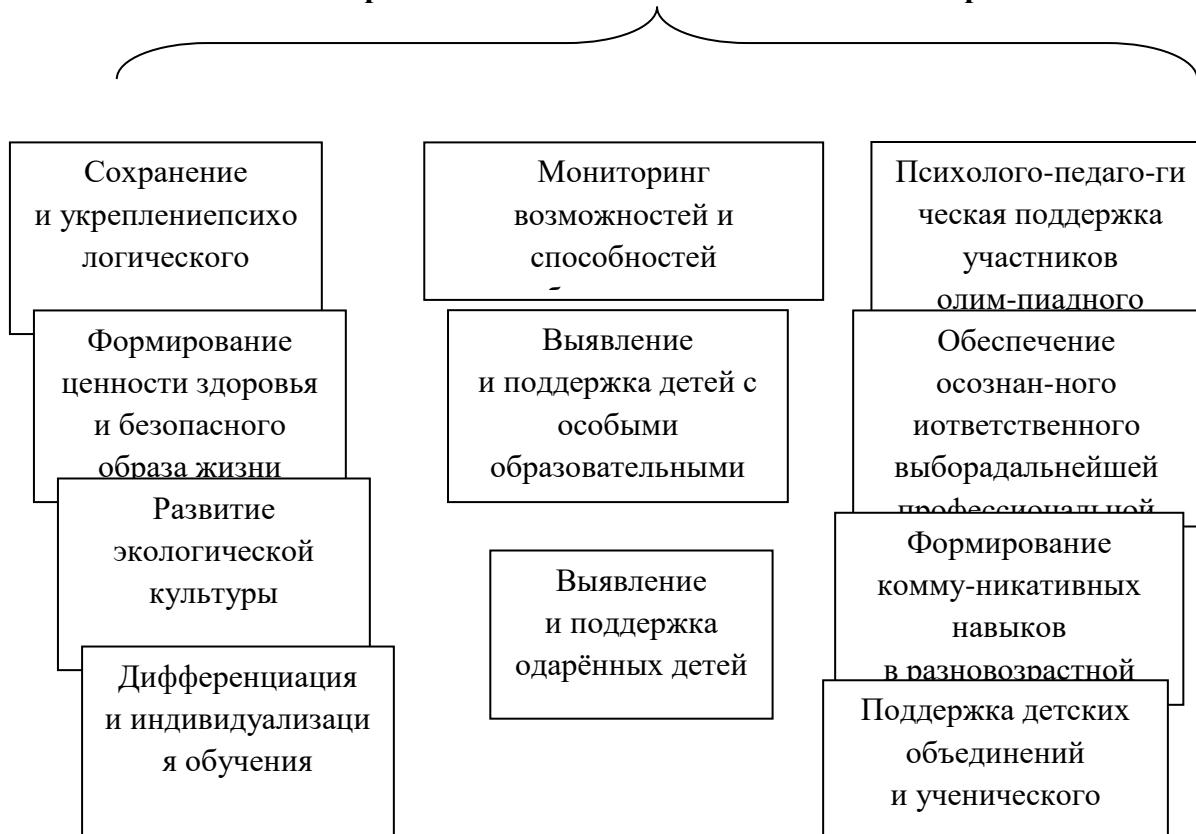 Сохранение
и укреплениепсихо
логического
Формирование
ценности здоровья
и безопасного
образа жизни
Развитие
экологической
культуры
Дифференциация
и индивидуализаци
я обучения
Мониторинг
возможностей и
способностей
Выявление
и поддержка детей с
особыми
образовательными
Выявление
и поддержка
одарённых детей
Психолого-педаго-ги
ческая поддержка
участников
олим-пиадного
Обеспечение
осознан-ного
иответственного
выборадальнейшей
профессиональной
Формирование
комму-никативных
навыков
в разновозрастной
Поддержка детских
объединений
и ученического